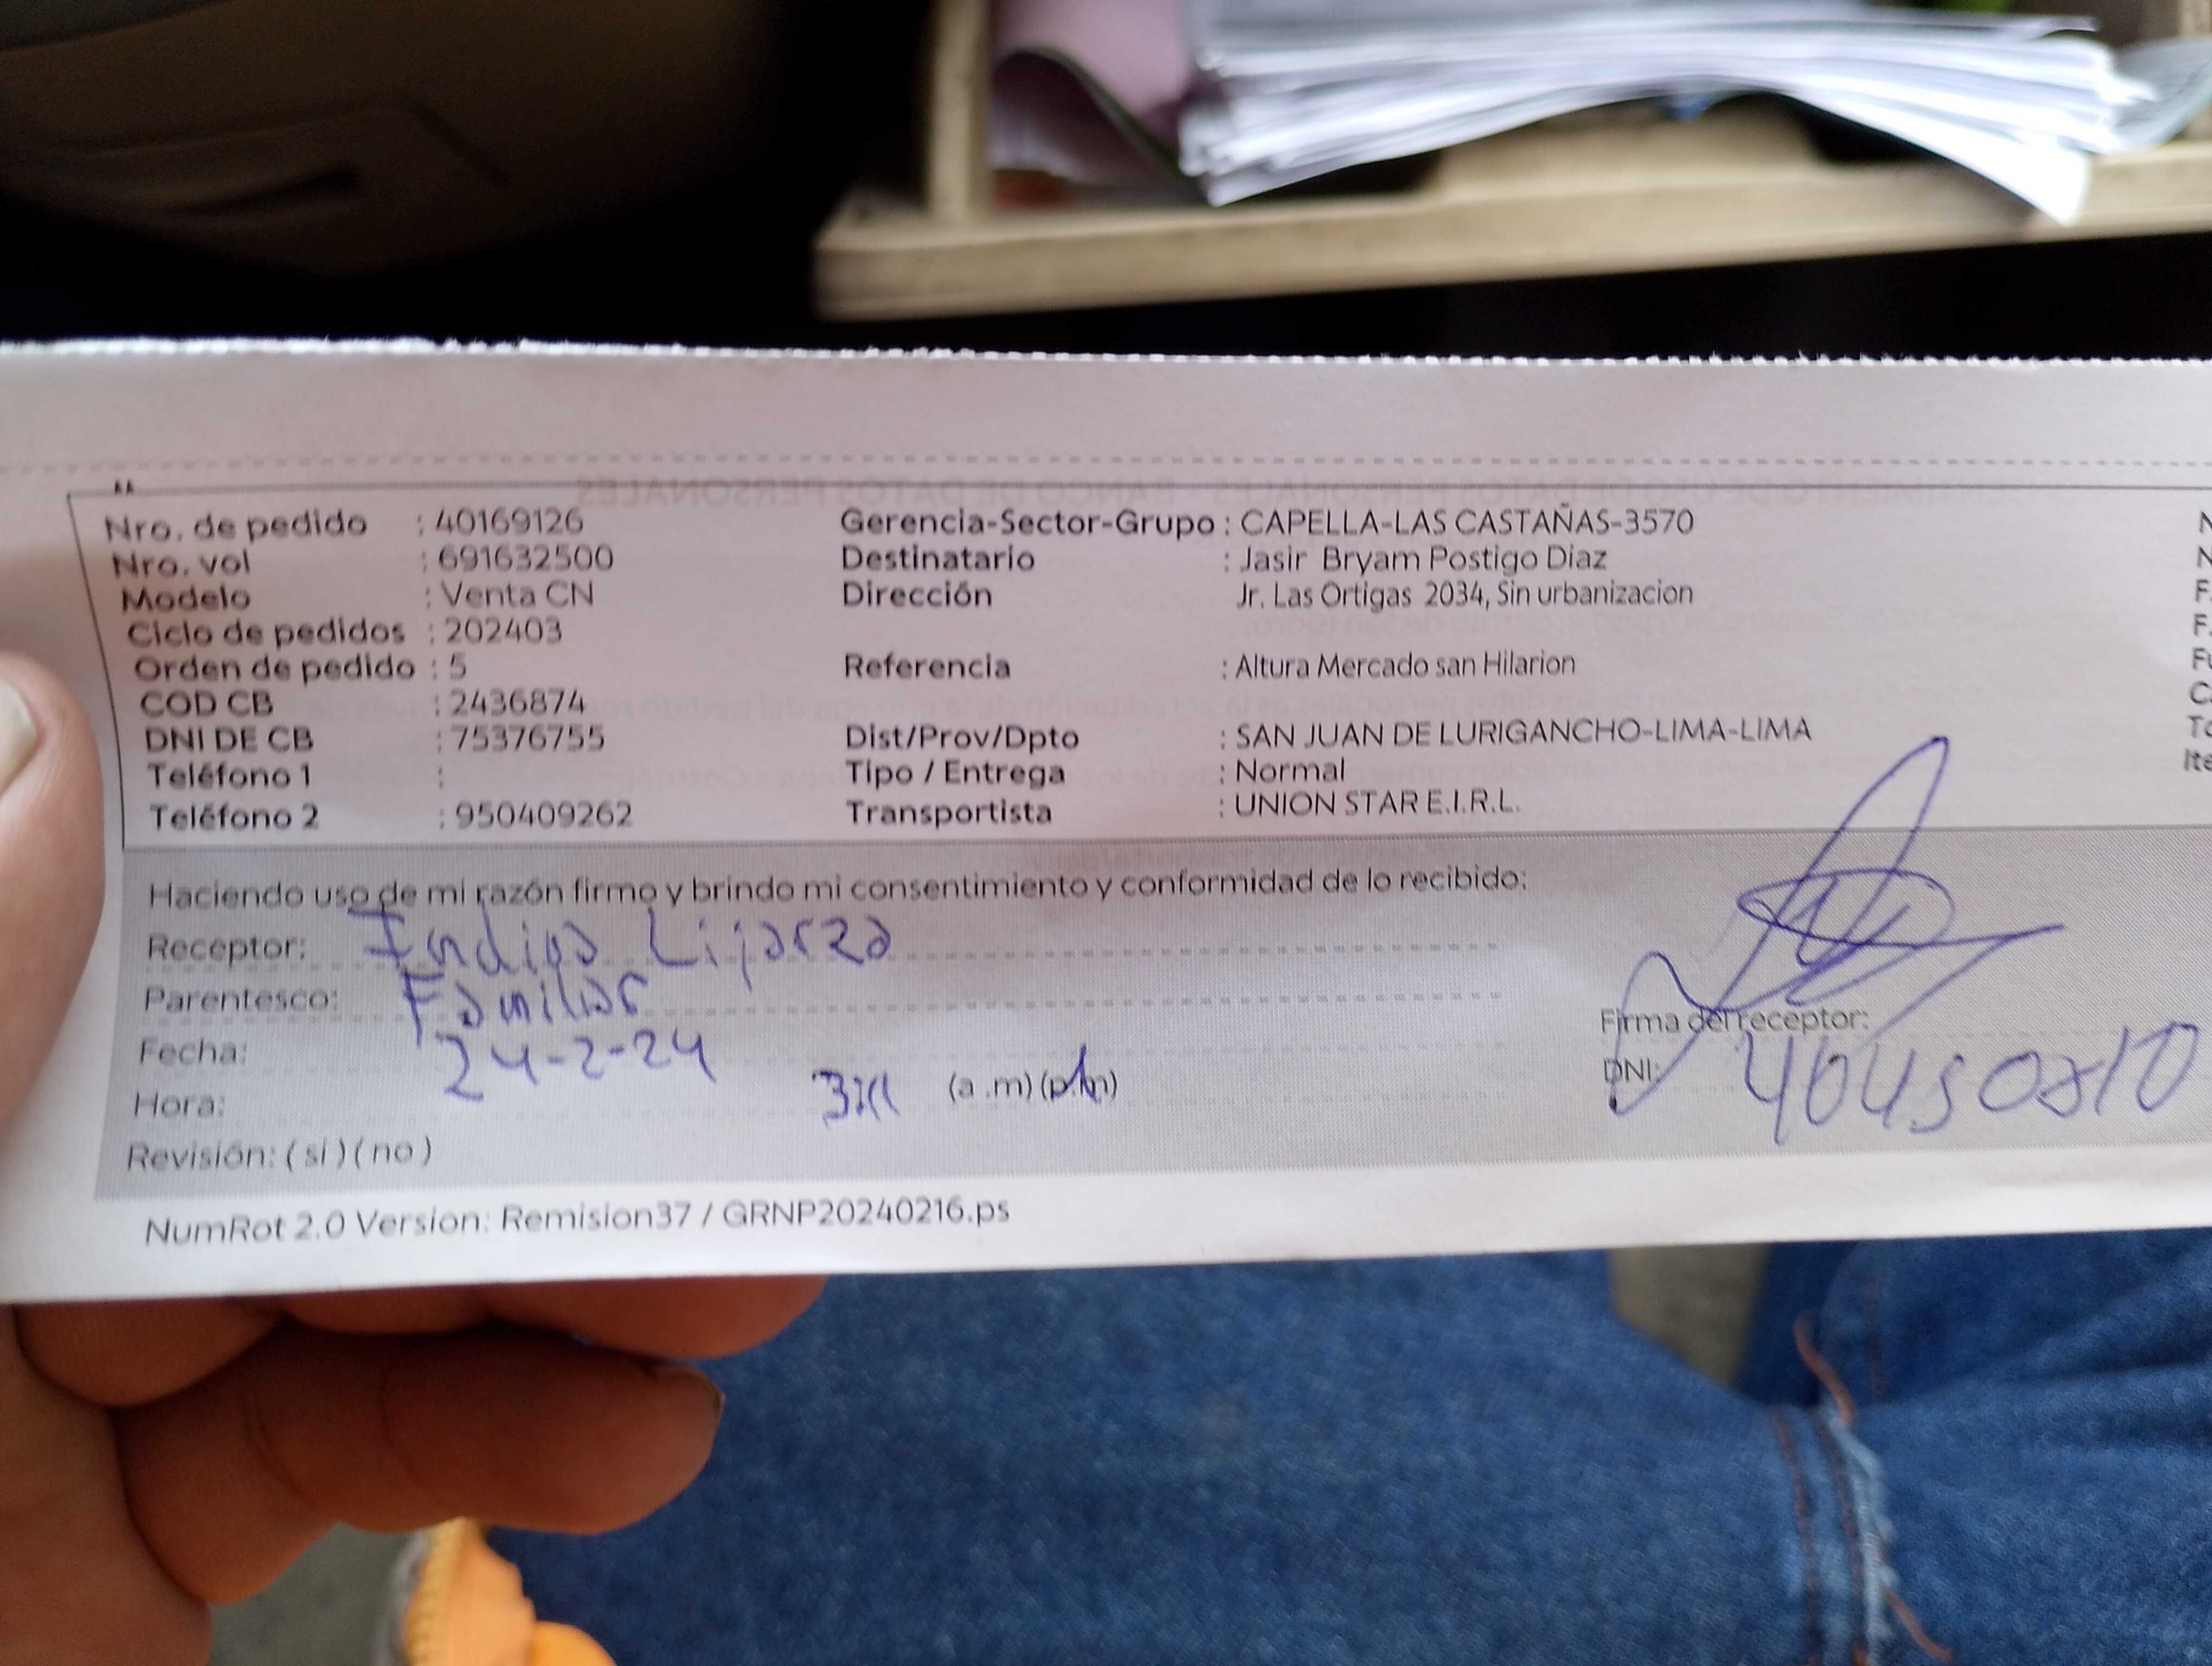 Nro. de pedido : 40169126
Nro. vol : 691632500
Modelo : Venta CN
Ciclo de pedidos : 202403
Orden de pedido : 5
COD CB : 2436874
DNI DE CB : 75376755
Teléfono 1 :
Teléfono 2 : 950409262
Gerencia-Sector-Grupo : CAPELLA-LAS CASTAÑAS-3570
Destinatario : Jasir Bryam Postigo Diaz
Dirección Jr. Las Ortigas 2034, Sin urbanizacion
Referencia : Altura Mercado san Hilarion
Dist/Prov/Dpto : SAN JUAN DE LURIGANCHO-LIMA-LIMA
Tipo / Entrega : Normal
Transportista : UNION STAR E.I.R.L.
Haciendo uso de mi razón firmo y brindo mi consentimiento y conformidad de lo recibido:
Receptor: Indiga Lijarza
Parentesco: Familiar
Fecha: 24-2-24
Hora: (a .m) (p.m)
Revisión: ( si ) ( no )
Firma del receptor:
DNI:
NumRot 2.0 Version: Remision37 / GRNP20240216.ps